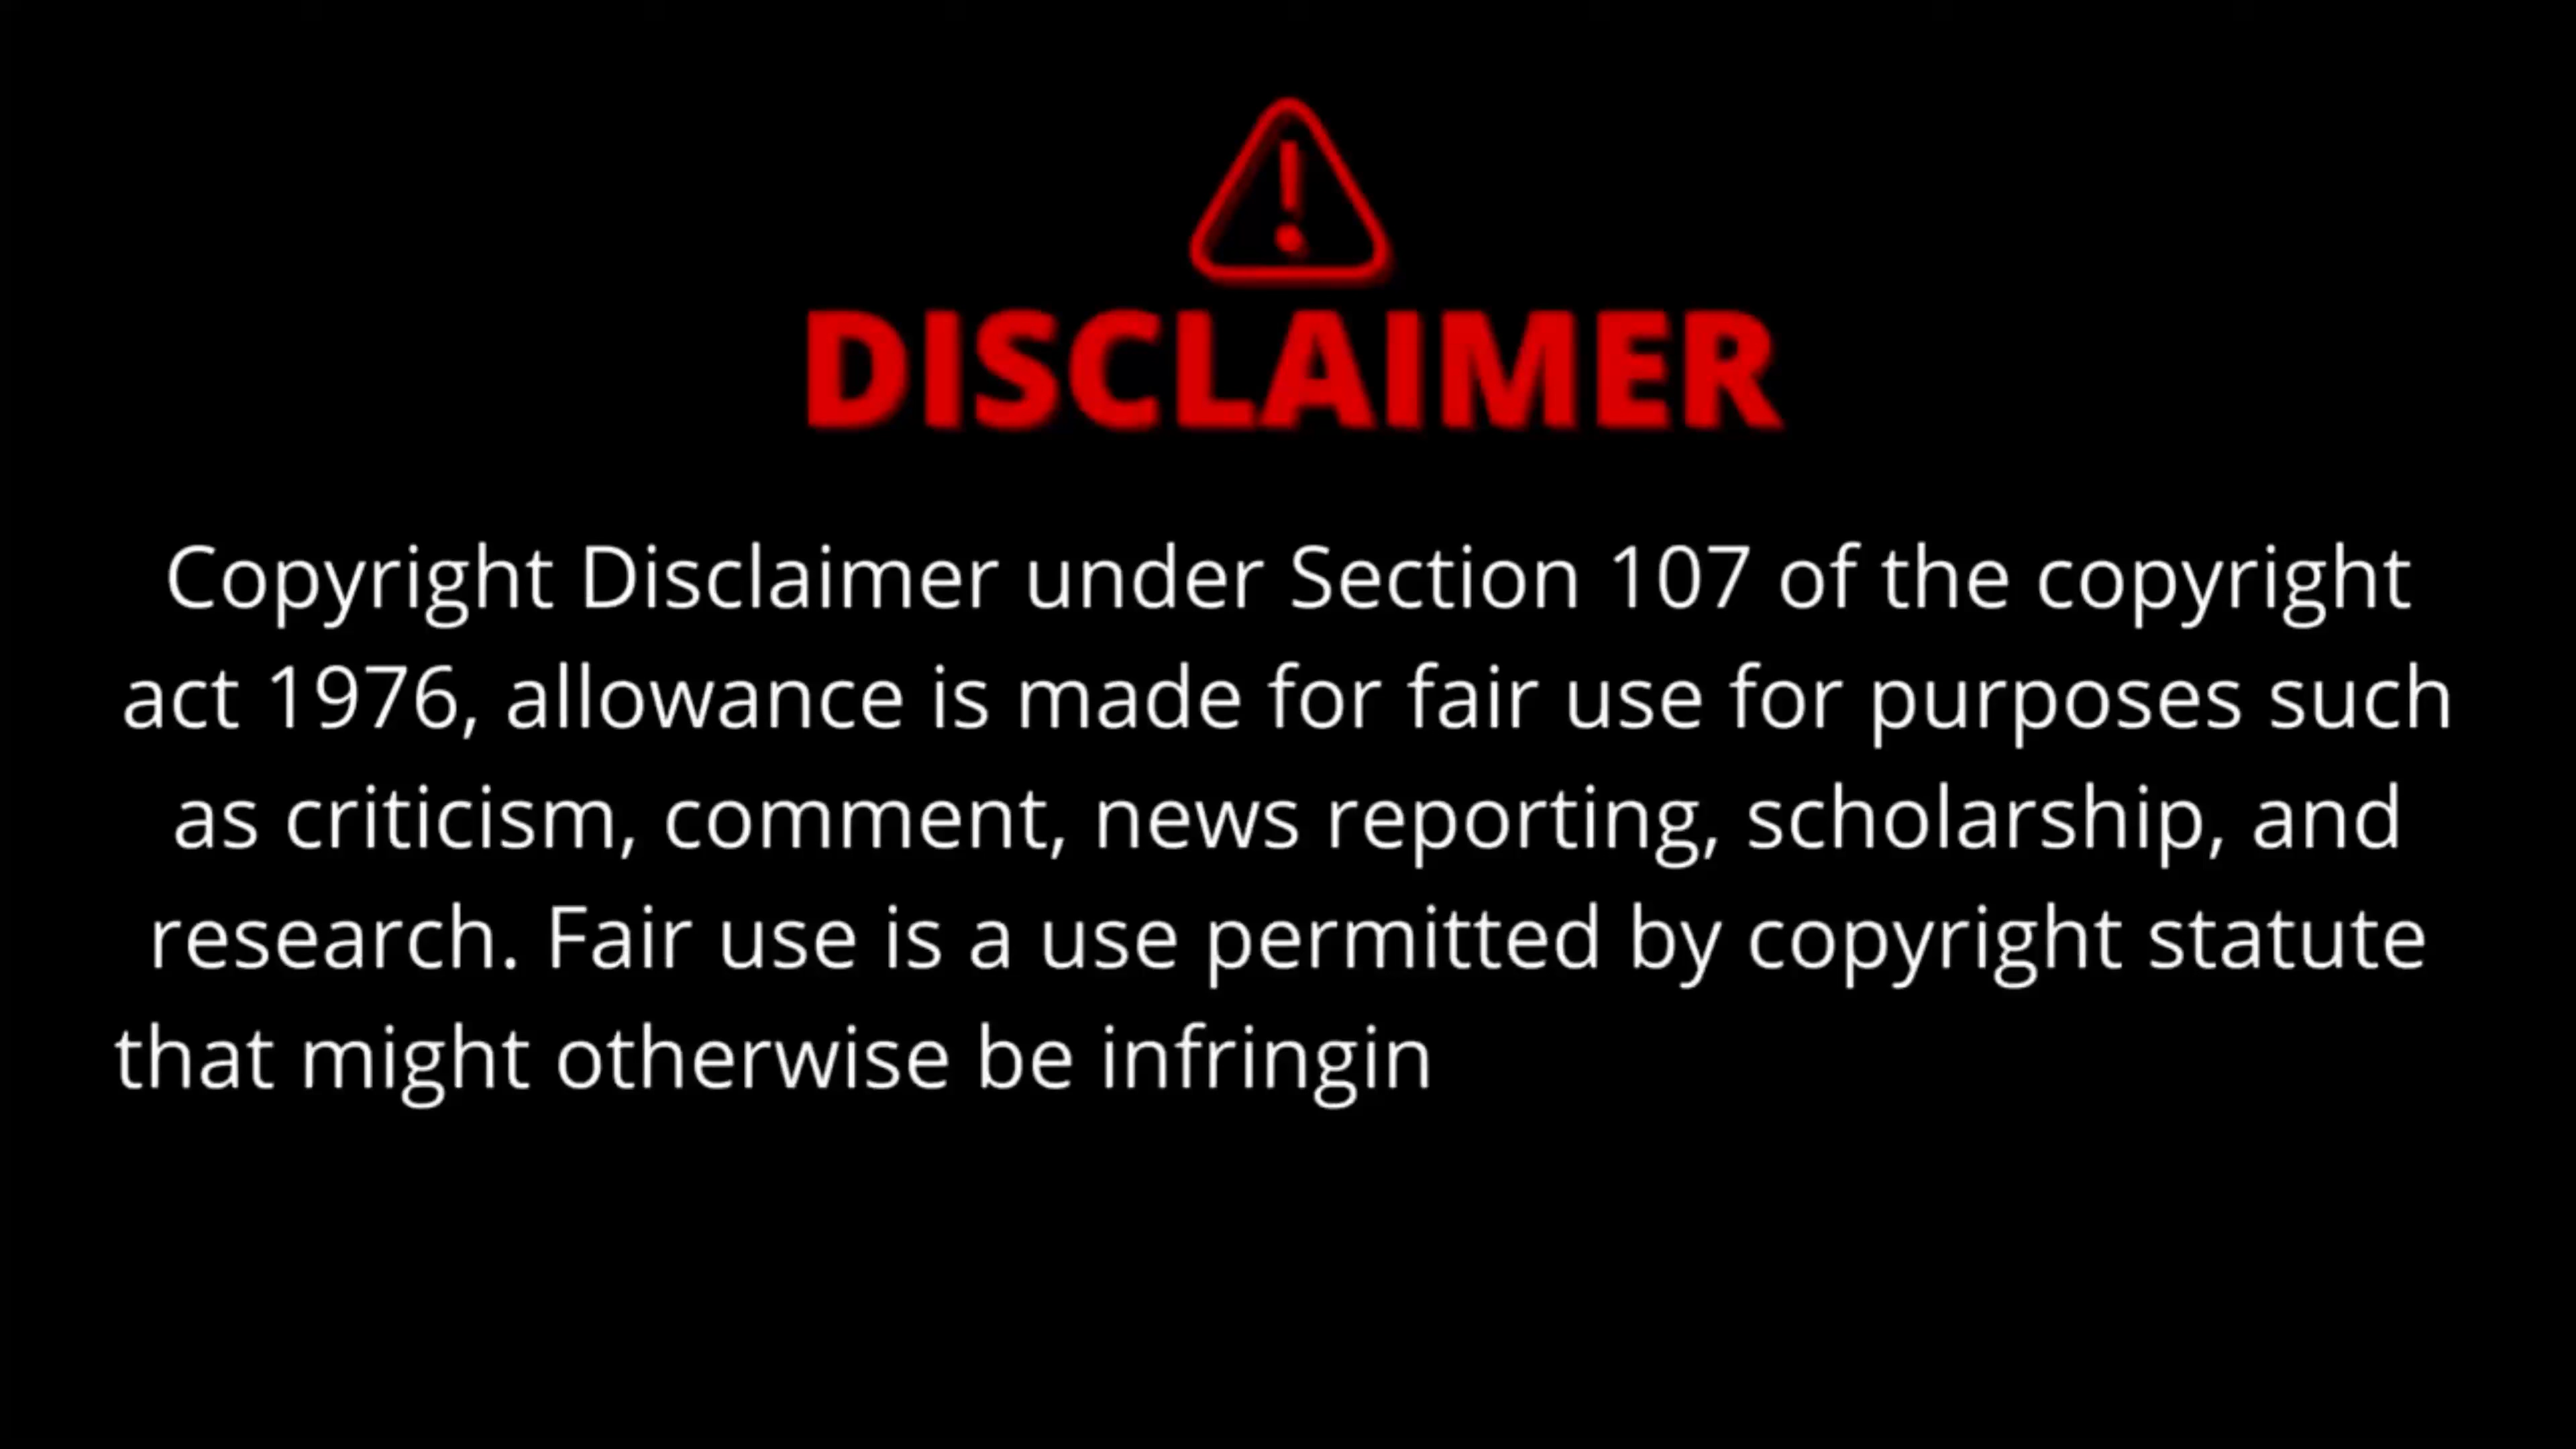 DISCLAIMER
Copyright Disclaimer under Section 107 of the copyright
act 1976, allowance is made for fair use for purposes such
as criticism, comment, news reporting, scholarship, and
research. Fair use is a use permitted by copyright statute
that might otherwise be infringin